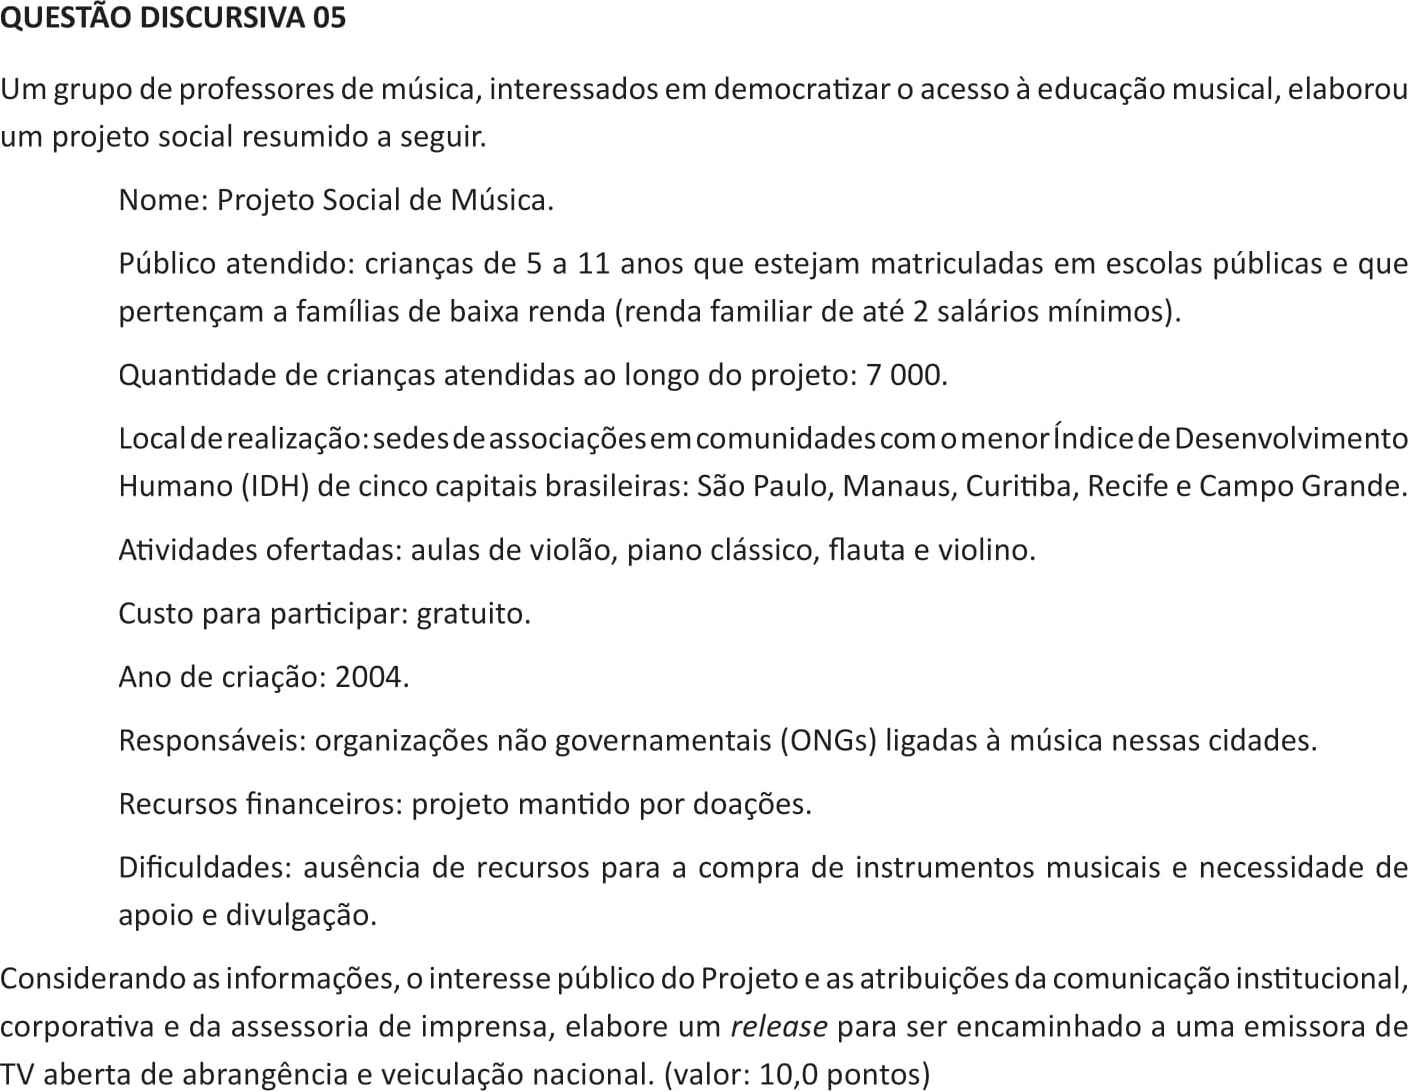 QUESTÃO DISCURSIVA 05
Um grupo de professores de música, interessados em democratizar o acesso à educação musical, elaborou
um projeto social resumido a seguir.
Nome: Projeto Social de Música.
Público atendido: crianças de 5 a 11 anos que estejam matriculadas em escolas públicas e que
pertençam a famílias de baixa renda (renda familiar de até 2 salários mínimos).
Quantidade de crianças atendidas ao longo do projeto: 7 000.
Local de realização: sedes de associações em comunidades com o menor Índice de Desenvolvimento
Humano (IDH) de cinco capitais brasileiras: São Paulo, Manaus, Curitiba, Recife e Campo Grande.
Atividades ofertadas: aulas de violão, piano clássico, flauta e violino.
Custo para participar: gratuito.
Ano de criação: 2004.
Responsáveis: organizações não governamentais (ONGs) ligadas à música nessas cidades.
Recursos financeiros: projeto mantido por doações.
Dificuldades: ausência de recursos para a compra de instrumentos musicais e necessidade de
apoio e divulgação.
Considerando as informações, o interesse público do Projeto e as atribuições da comunicação institucional,
corporativa e da assessoria de imprensa, elabore um release para ser encaminhado a uma emissora de
TV aberta de abrangência e veiculação nacional. (valor: 10,0 pontos)